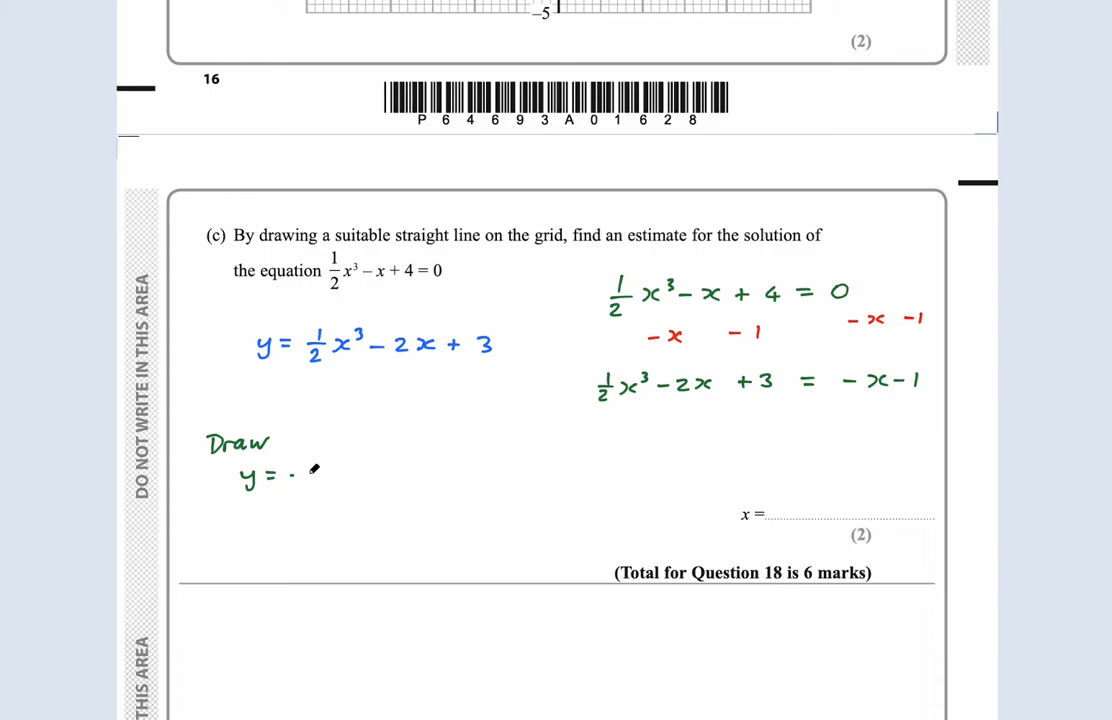 –5
(2)
16
P 6 4 6 9 3 A 0 1 6 2 8
(c) By drawing a suitable straight line on the grid, find an estimate for the solution of
the equation 1/2 x³ – x + 4 = 0
1/2 x³ - x + 4 = 0
- x - 1 - x - 1
y = 1/2 x³ - 2x + 3
1/2 x³ - 2x + 3 = - x - 1
Draw
y = -
x =
(2)
(Total for Question 18 is 6 marks)
DO NOT WRITE IN THIS AREA
THIS AREA